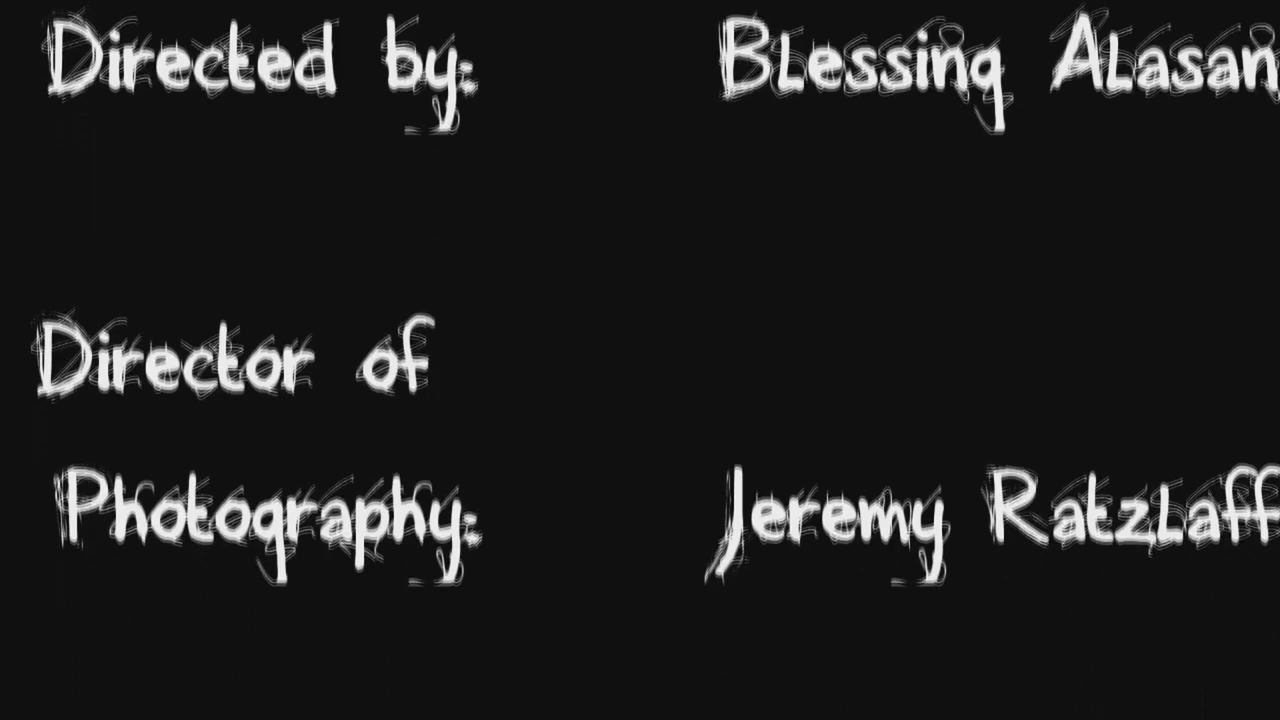 Directed by: Blessing Alasan
Director of
Photography: Jeremy Ratzlaff